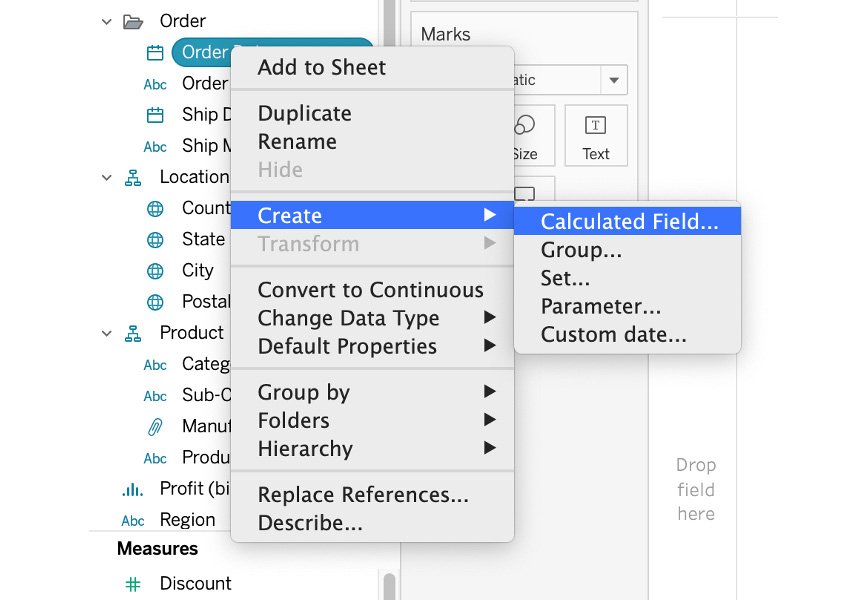 Order
Order
Abc Order
Ship D
Abc Ship M
Location
Count
State
City
Postal
Product
Abc Categ
Abc Sub-C
Manuf
Abc Produ
Profit (bi
Abc Region
Measures
Discount
Add to Sheet
Duplicate
Rename
Hide
Create
Transform
Convert to Continuous
Change Data Type
Default Properties
Group by
Folders
Hierarchy
Replace References...
Describe...
Calculated Field...
Group...
Set...
Parameter...
Custom date...
Marks
atic
Size
T
Text
Drop
field
here